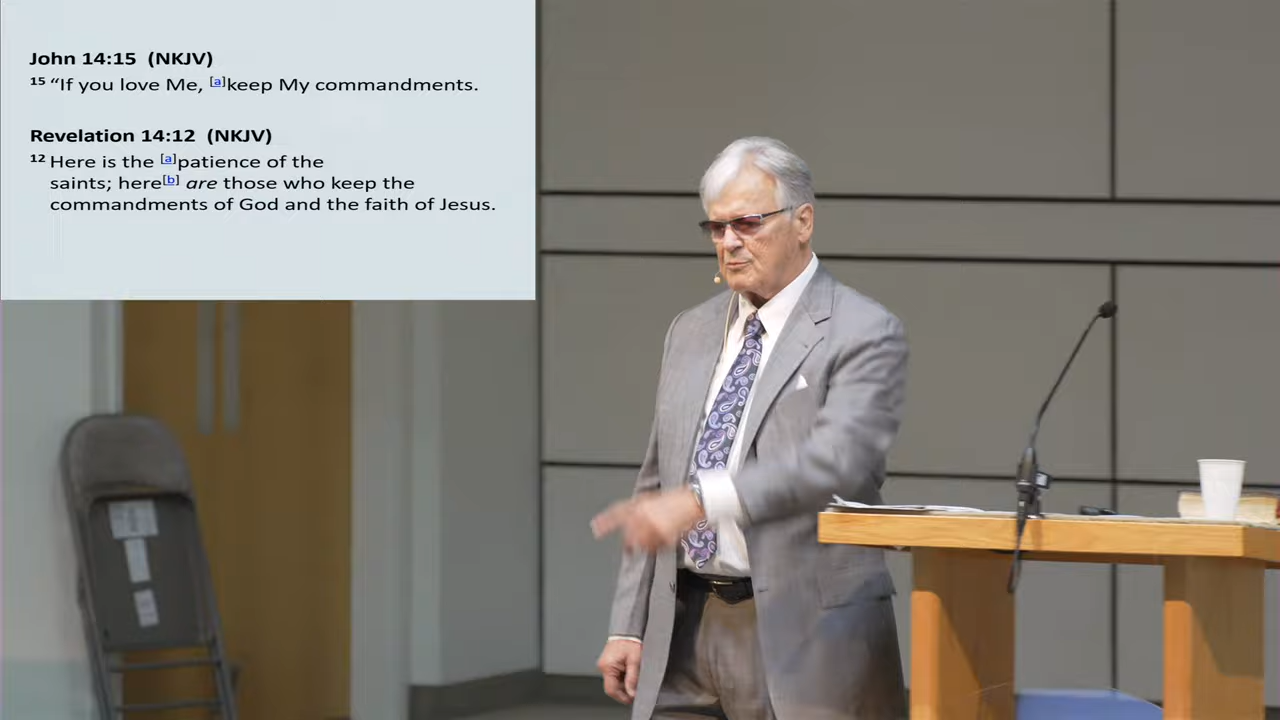 John 14:15 (NKJV)
15 “If you love Me, [a]keep My commandments.
Revelation 14:12 (NKJV)
12 Here is the [a]patience of the
saints; here[b] are those who keep the
commandments of God and the faith of Jesus.